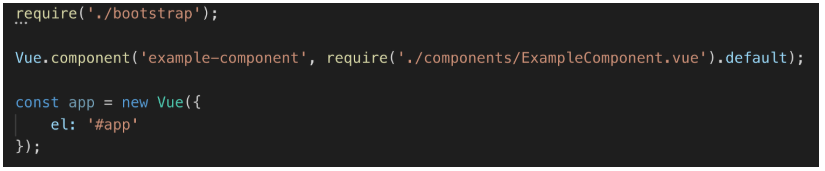 require('./bootstrap');
Vue.component('example-component', require('./components/ExampleComponent.vue').default);
const app = new Vue({
    el: '#app'
});